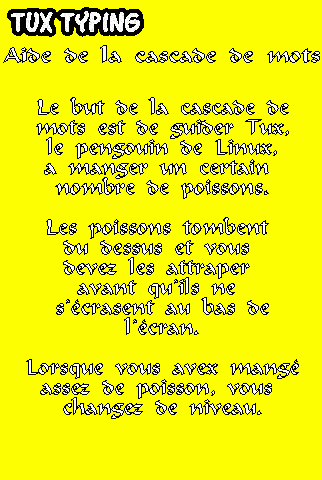 TUX TYPING
Aide de la cascade de mots
Le but de la cascade de
mots est de guider Tux,
le pengouin de Linux,
a manger un certain
nombre de poissons.
Les poissons tombent
du dessus et vous
devez les attraper
avant qu'ils ne
s'écrasent au bas de
l'écran.
Lorsque vous avex mangé
assez de poisson, vous
changez de niveau.